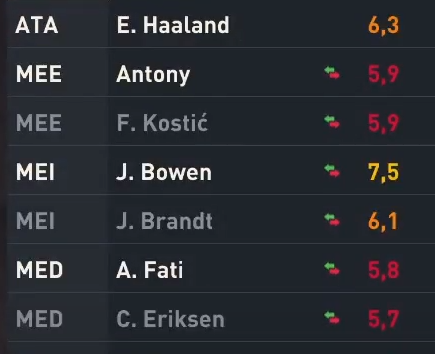 ATA E. Haaland 6,3
MEE Antony 5,9
MEE F. Kostić 5,9
MEI J. Bowen 7,5
MEI J. Brandt 6,1
MED A. Fati 5,8
MED C. Eriksen 5,7